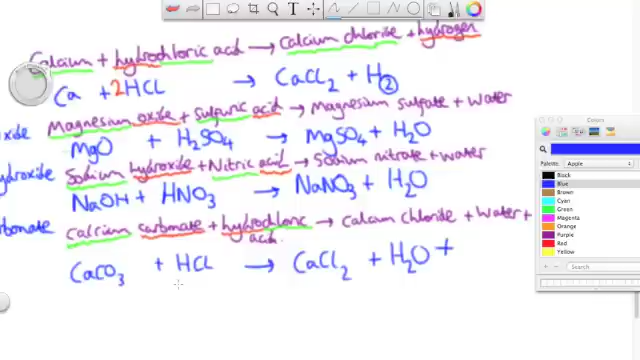 Calcium + hydrochloric acid → Calcium chloride + hydrogen
Ca + 2HCL → CaCL2 + H2
oxide Magnesium oxide + sulfuric acid → Magnesium sulfate + water
MgO + H2SO4 → MgSO4 + H2O
ydroxide Sodium hydroxide + Nitric acid → Sodium nitrate + water
NaOH + HNO3 → NaNO3 + H2O
arbonate calcium carbonate + hydrochloric acid. → calcium chloride + water +
CaCO3 + HCl → CaCl2 + H2O +
Colors
Palette: Apple
Black
Blue
Brown
Cyan
Green
Magenta
Orange
Purple
Red
Yellow